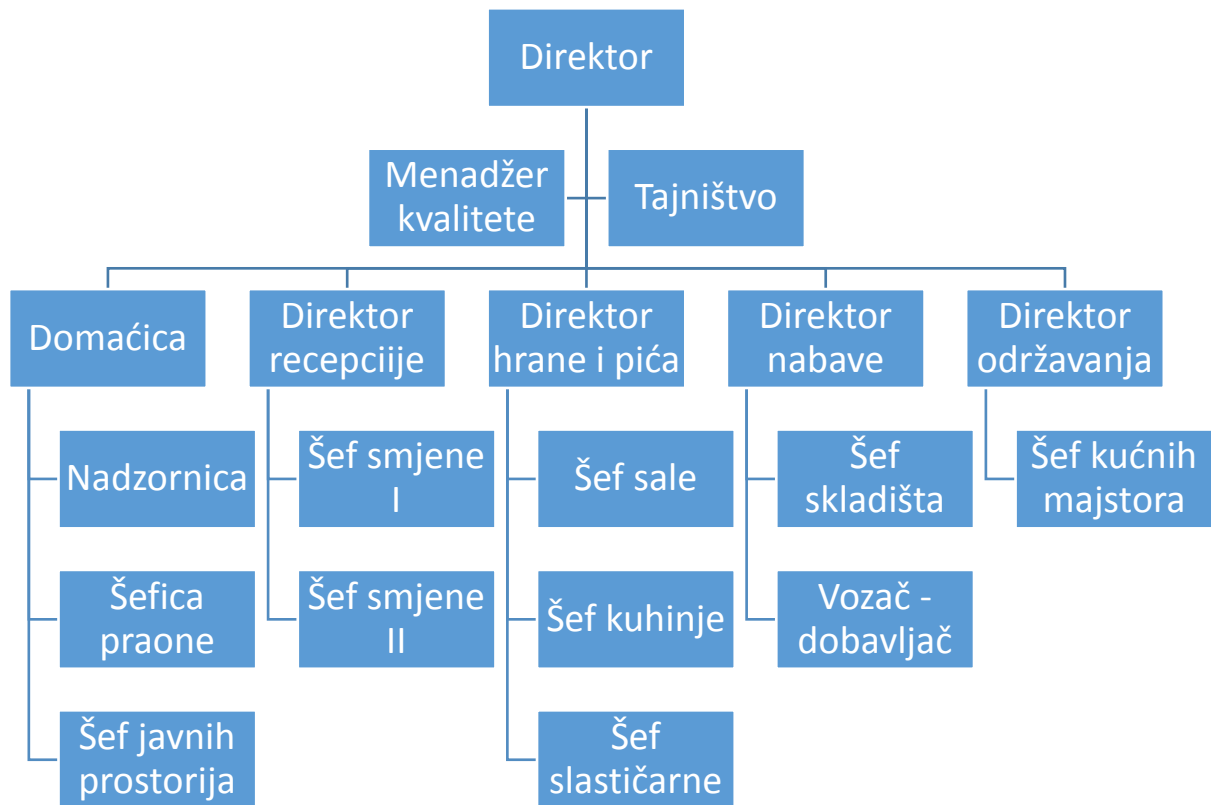 Direktor
Menadžer
kvalitete
Tajništvo
Domaćica
Direktor
recepciije
Direktor
hrane i pića
Direktor
nabave
Direktor
održavanja
Nadzornica
Šef smjene
I
Šef sale
Šef
skladišta
Šef kućnih
majstora
Šefica
praone
Šef smjene
II
Šef kuhinje
Vozač -
dobavljač
Šef javnih
prostorija
Šef
slastičarne